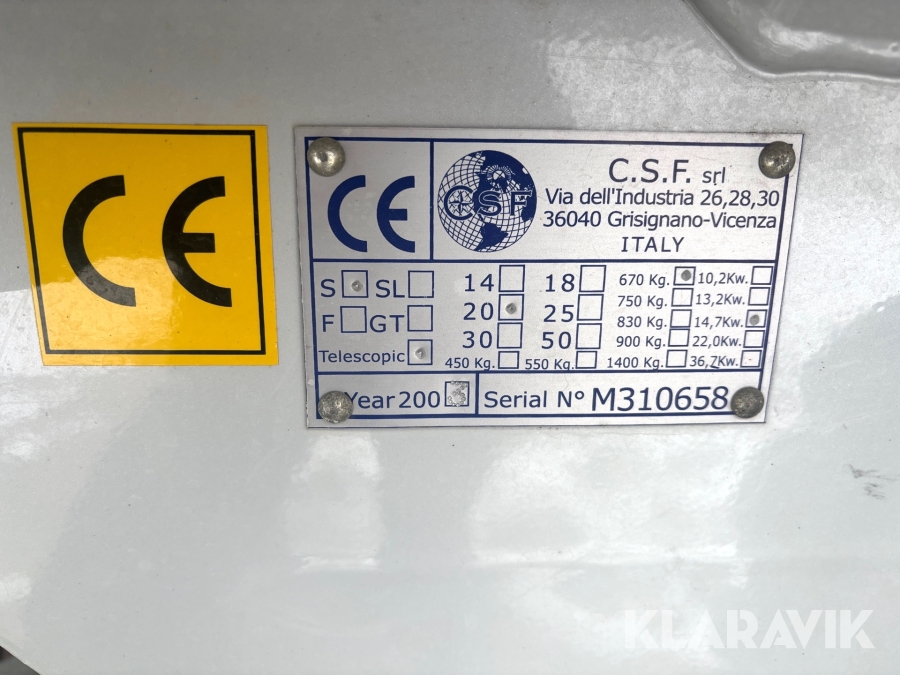 CE
CE
CSF
C.S.F. srl
Via dell'Industria 26,28,30
36040 Grisignano-Vicenza
ITALY
S SL 14 18 670 Kg. 10,2Kw.
750 Kg. 13,2Kw.
F GT 20 25 830 Kg. 14,7Kw.
30 50 900 Kg. 22,0Kw.
Telescopic 450 Kg. 550 Kg. 1400 Kg. 36,7Kw.
Year 200 Serial N° M310658
KLARAVIK